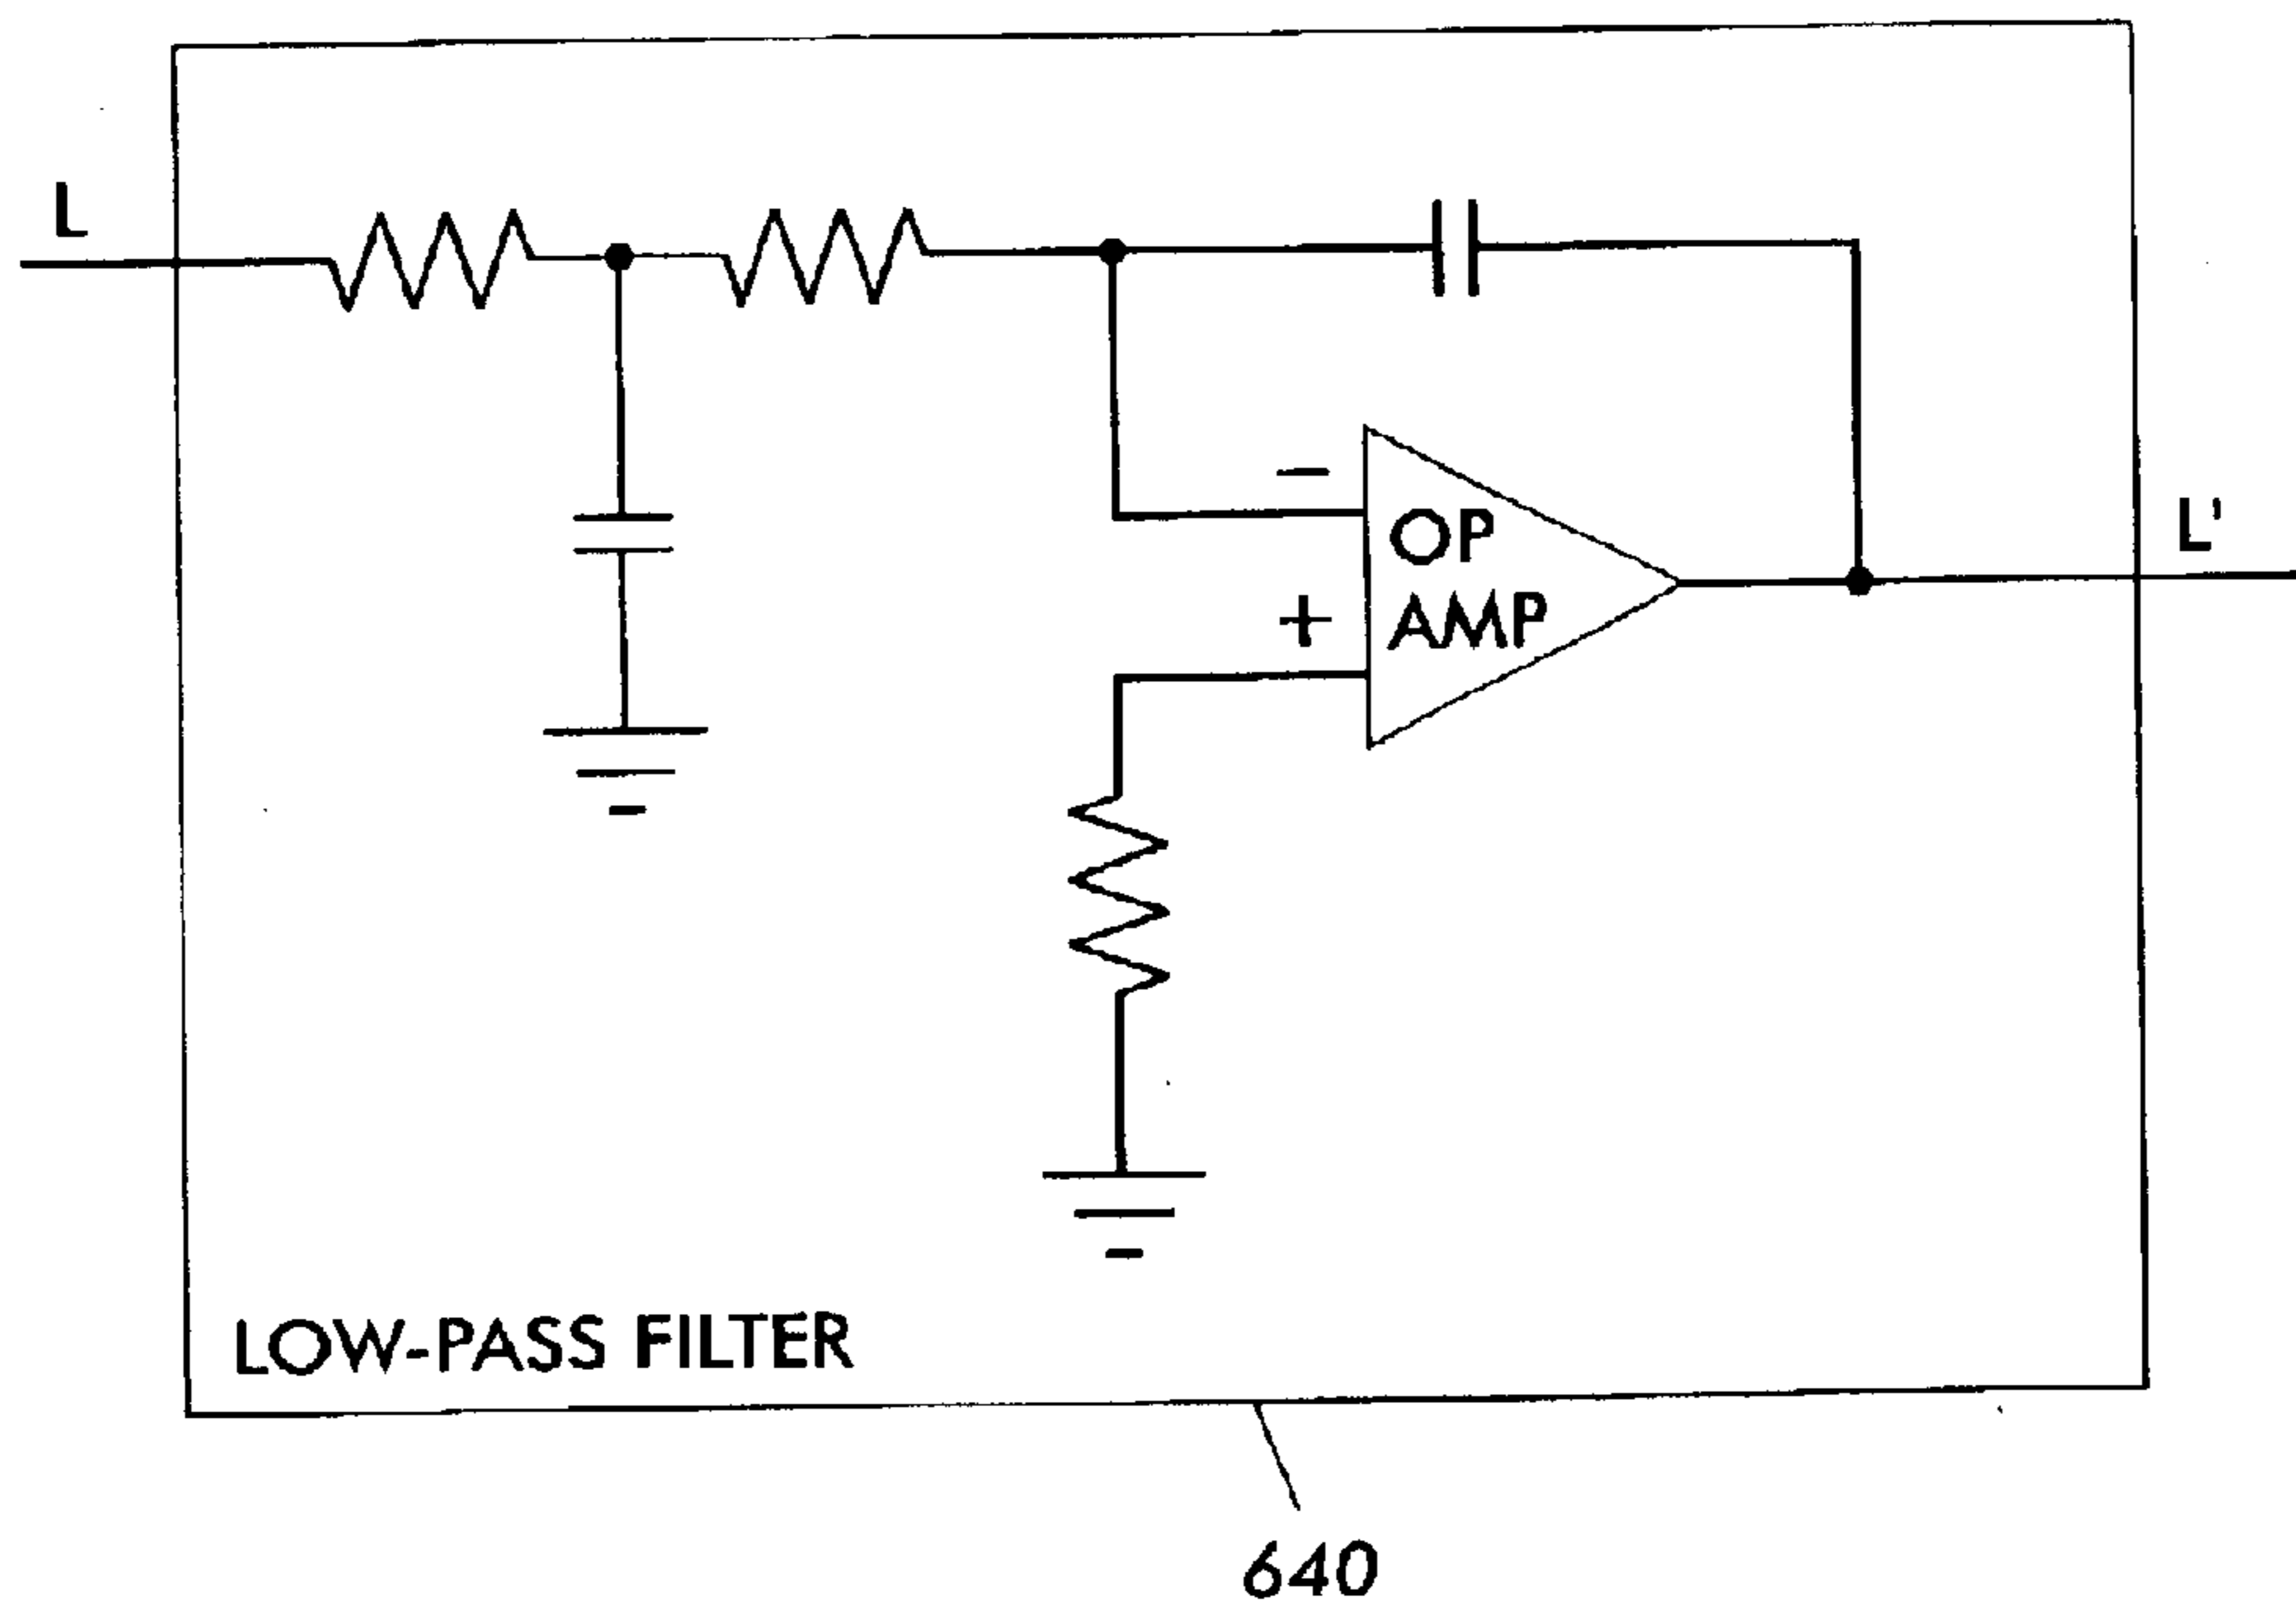 L
−
OP
AMP
+
L'
LOW-PASS FILTER
640